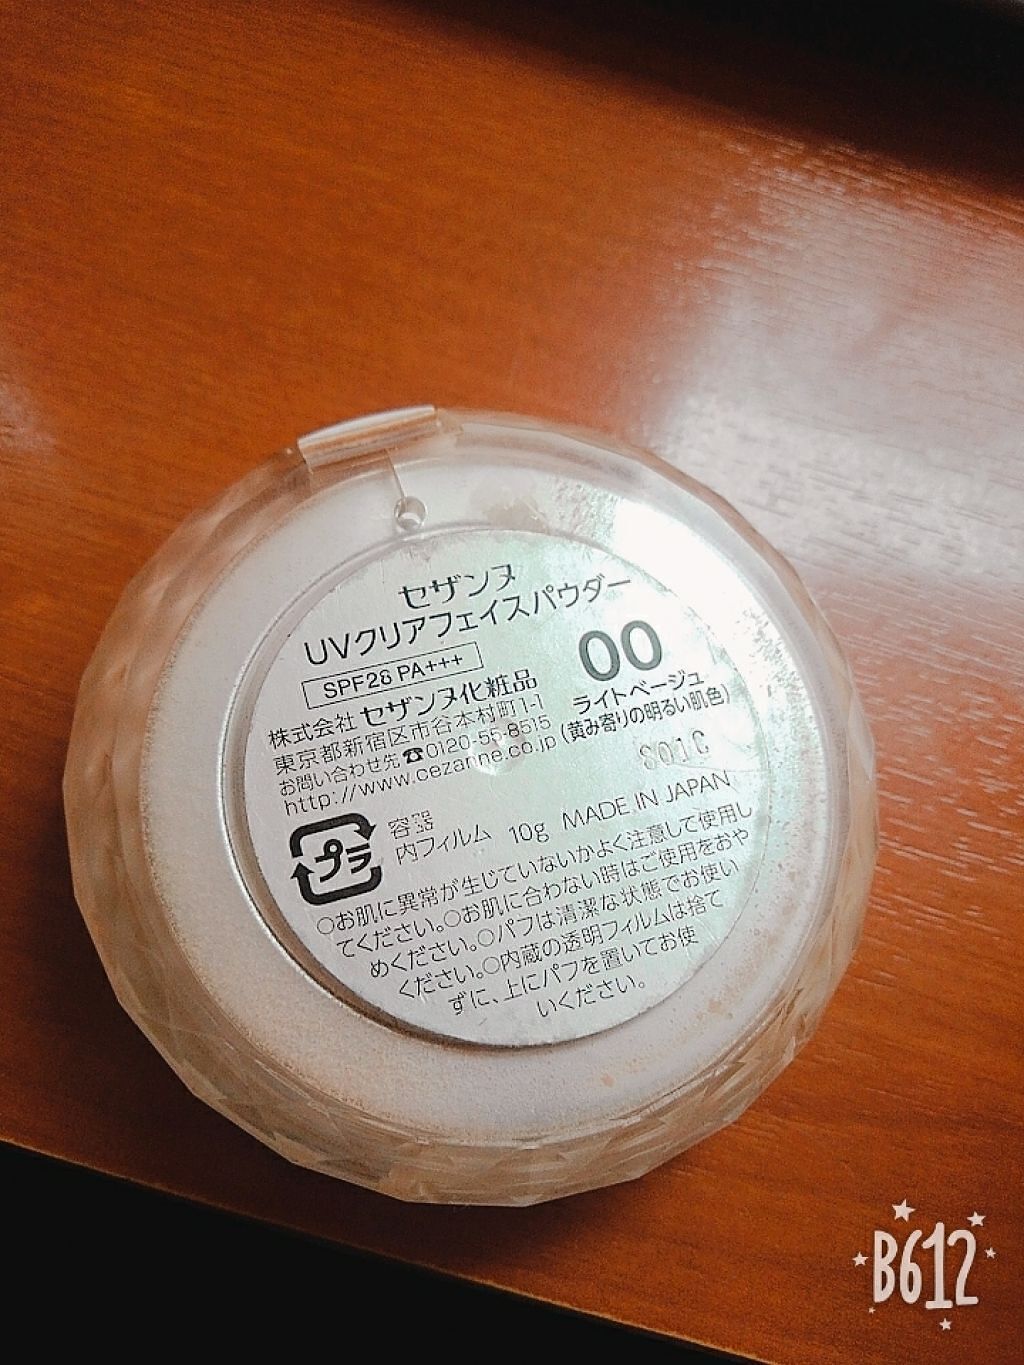 セザンヌ
UVクリアフェイスパウダー
SPF28 PA+++
00
ライトベージュ
(黄み寄りの明るい肌色)
株式会社 セザンヌ化粧品
東京都新宿区市谷本村町1-1
お問い合わせ先☎0120-55-8515
http://www.cezanne.co.jp
SO1C
プラ
容器
内フィルム 10g MADE IN JAPAN
○お肌に異常が生じていないかよく注意して使用し
てください。○お肌に合わない時はご使用をおや
めください。○パフは清潔な状態でお使い
ください。○内蔵の透明フィルムは捨て
ずに、上にパフを置いてお使
いください。
B612